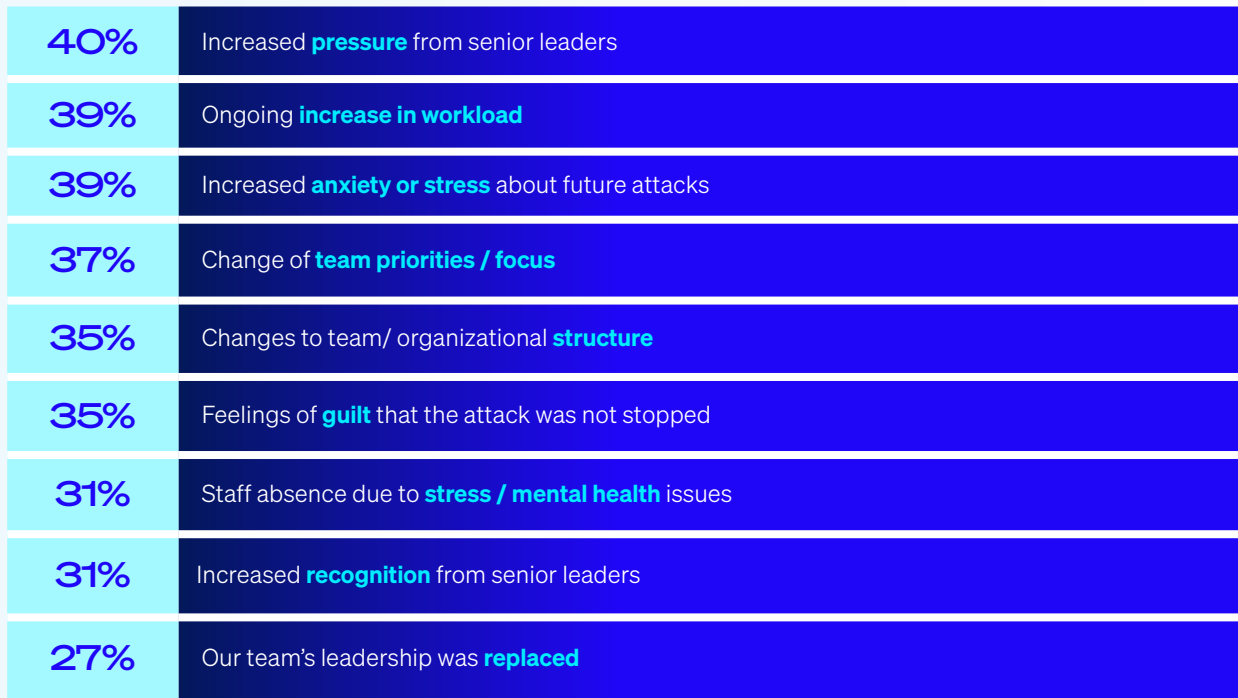 40% Increased pressure from senior leaders
39% Ongoing increase in workload
39% Increased anxiety or stress about future attacks
37% Change of team priorities / focus
35% Changes to team/ organizational structure
35% Feelings of guilt that the attack was not stopped
31% Staff absence due to stress / mental health issues
31% Increased recognition from senior leaders
27% Our team’s leadership was replaced